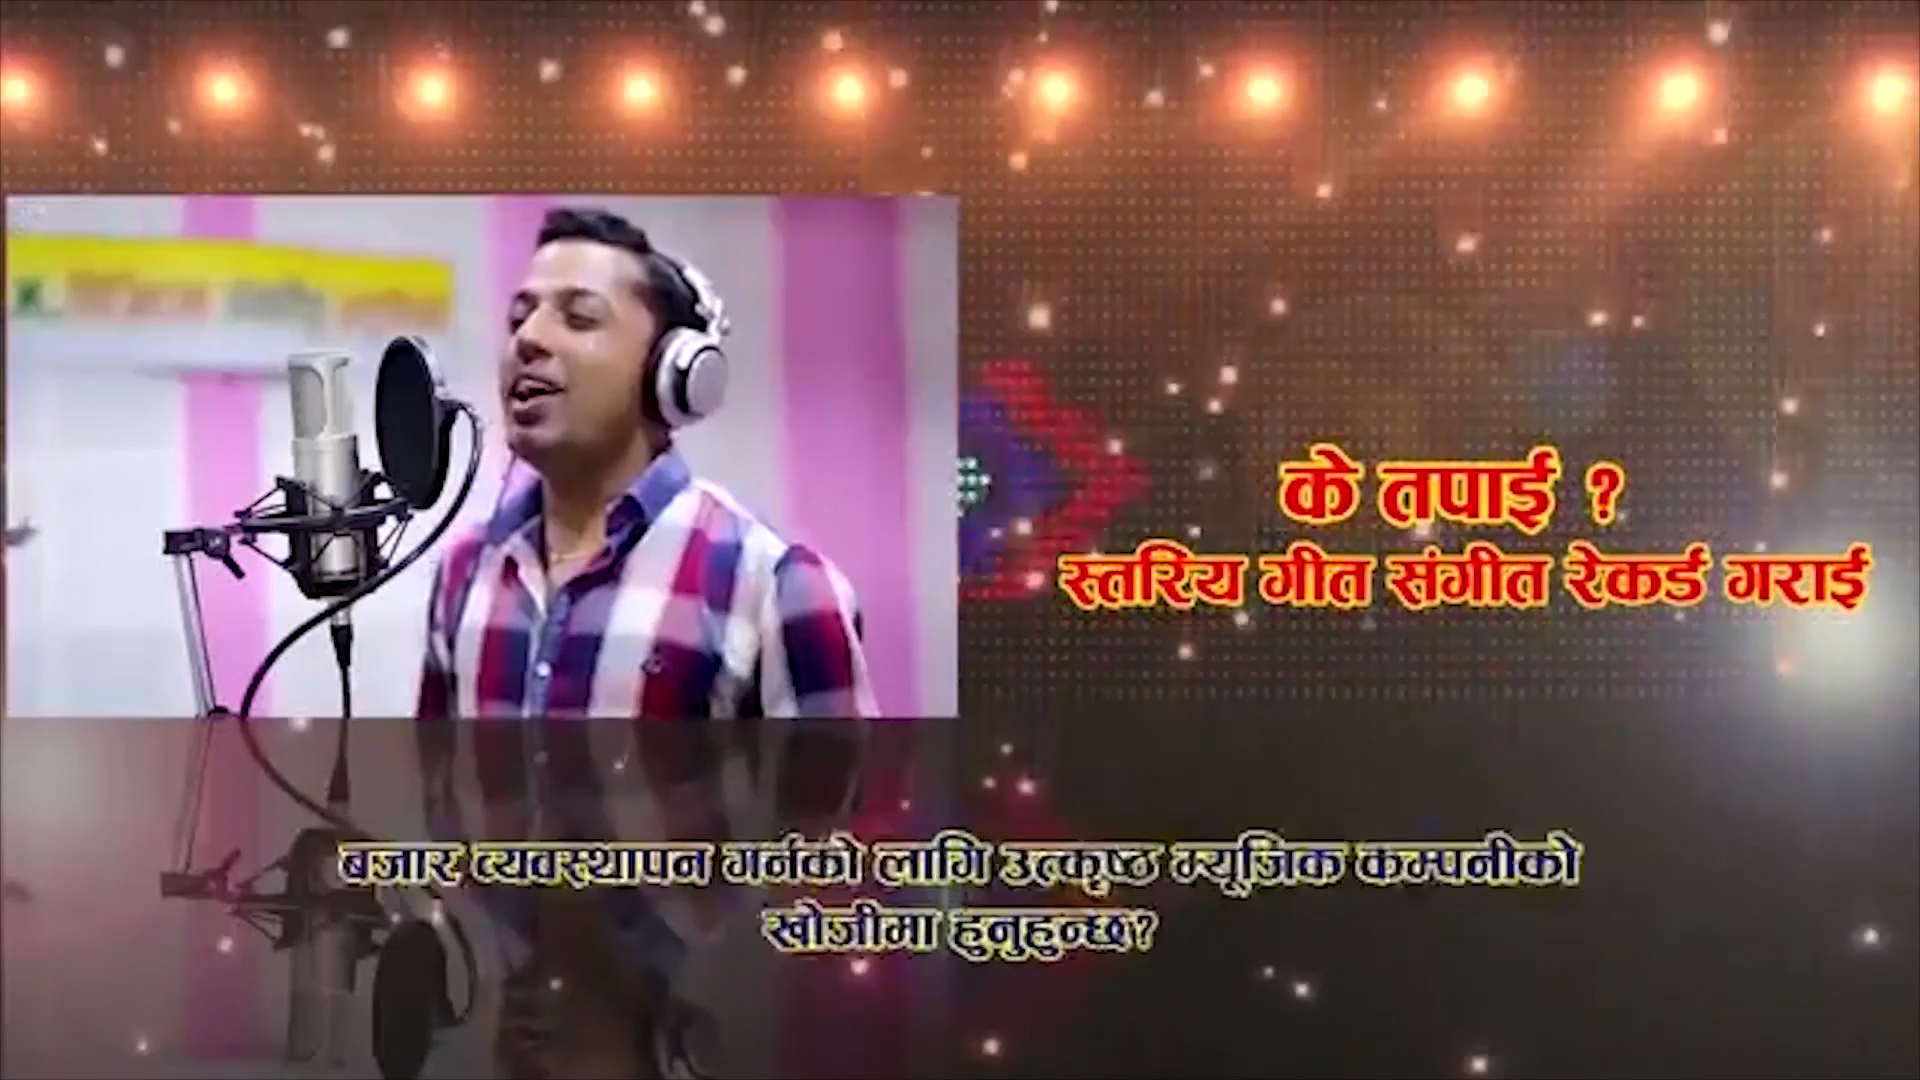 के तपाई ?
स्तरिय गीत संगीत रेकर्ड गराई
बजार व्यवस्थापन गर्नको लागि उत्कृष्ठ म्यूजिक कम्पनीको
खोजीमा हुनुहुन्छ?